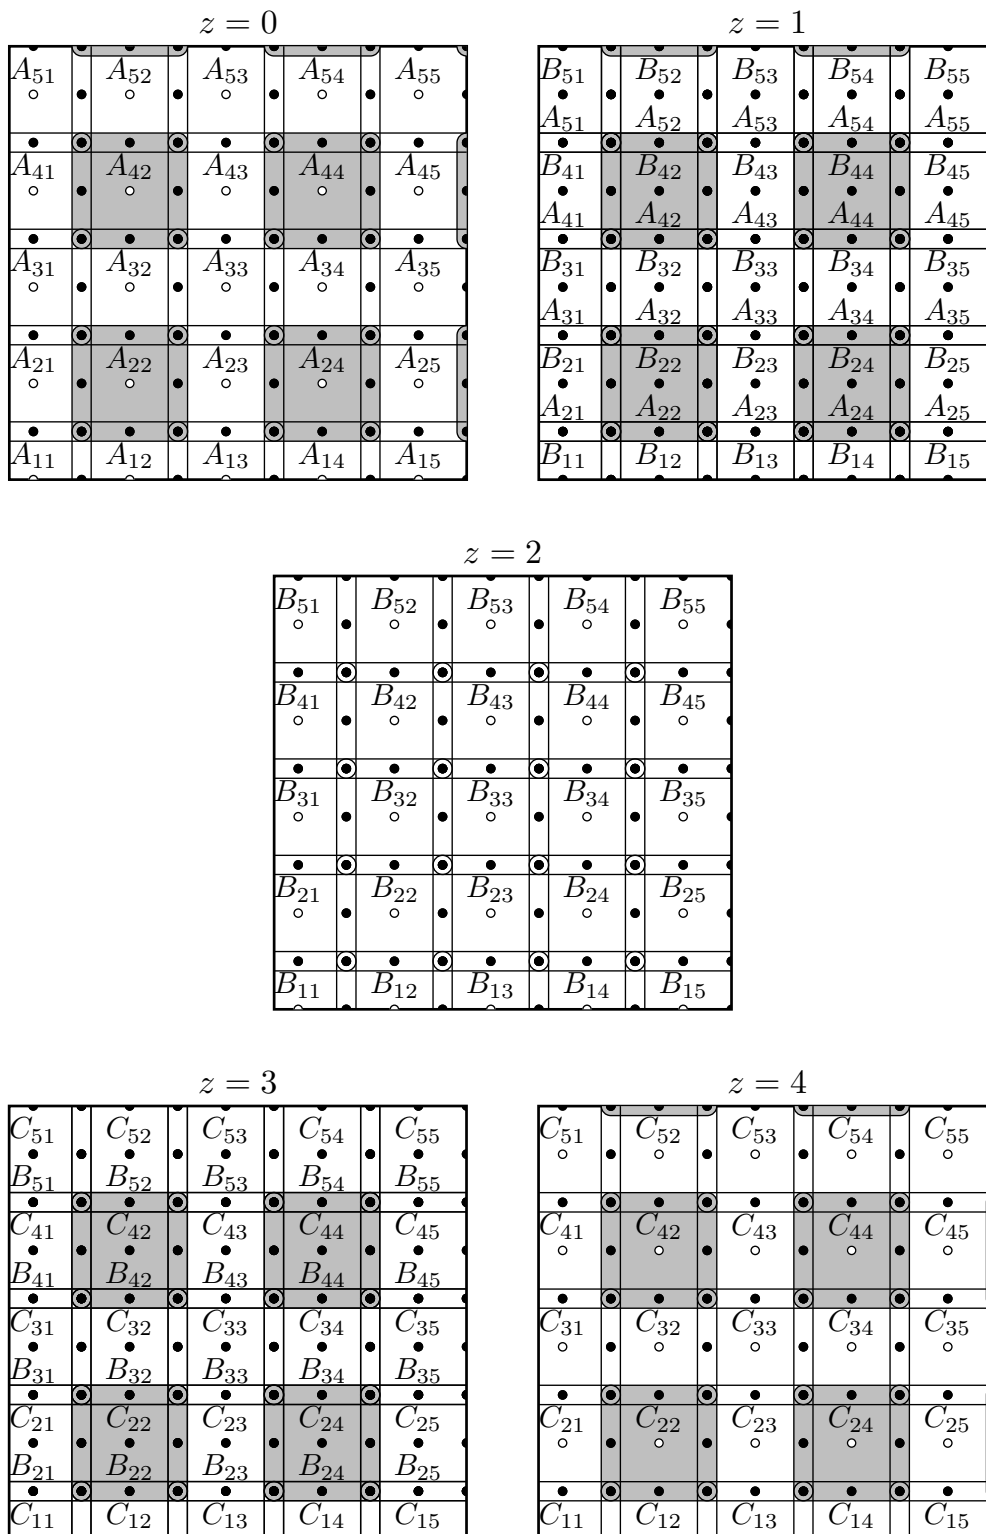 z = 0
A₅₁ A₅₂ A₅₃ A₅₄ A₅₅
A₄₁ A₄₂ A₄₃ A₄₄ A₄₅
A₃₁ A₃₂ A₃₃ A₃₄ A₃₅
A₂₁ A₂₂ A₂₃ A₂₄ A₂₅
A₁₁ A₁₂ A₁₃ A₁₄ A₁₅
z = 1
B₅₁ B₅₂ B₅₃ B₅₄ B₅₅
A₅₁ A₅₂ A₅₃ A₅₄ A₅₅
B₄₁ B₄₂ B₄₃ B₄₄ B₄₅
A₄₁ A₄₂ A₄₃ A₄₄ A₄₅
B₃₁ B₃₂ B₃₃ B₃₄ B₃₅
A₃₁ A₃₂ A₃₃ A₃₄ A₃₅
B₂₁ B₂₂ B₂₃ B₂₄ B₂₅
A₂₁ A₂₂ A₂₃ A₂₄ A₂₅
B₁₁ B₁₂ B₁₃ B₁₄ B₁₅
z = 2
B₅₁ B₅₂ B₅₃ B₅₄ B₅₅
B₄₁ B₄₂ B₄₃ B₄₄ B₄₅
B₃₁ B₃₂ B₃₃ B₃₄ B₃₅
B₂₁ B₂₂ B₂₃ B₂₄ B₂₅
B₁₁ B₁₂ B₁₃ B₁₄ B₁₅
z = 3
C₅₁ C₅₂ C₅₃ C₅₄ C₅₅
B₅₁ B₅₂ B₅₃ B₅₄ B₅₅
C₄₁ C₄₂ C₄₃ C₄₄ C₄₅
B₄₁ B₄₂ B₄₃ B₄₄ B₄₅
C₃₁ C₃₂ C₃₃ C₃₄ C₃₅
B₃₁ B₃₂ B₃₃ B₃₄ B₃₅
C₂₁ C₂₂ C₂₃ C₂₄ C₂₅
B₂₁ B₂₂ B₂₃ B₂₄ B₂₅
C₁₁ C₁₂ C₁₃ C₁₄ C₁₅
z = 4
C₅₁ C₅₂ C₅₃ C₅₄ C₅₅
C₄₁ C₄₂ C₄₃ C₄₄ C₄₅
C₃₁ C₃₂ C₃₃ C₃₄ C₃₅
C₂₁ C₂₂ C₂₃ C₂₄ C₂₅
C₁₁ C₁₂ C₁₃ C₁₄ C₁₅